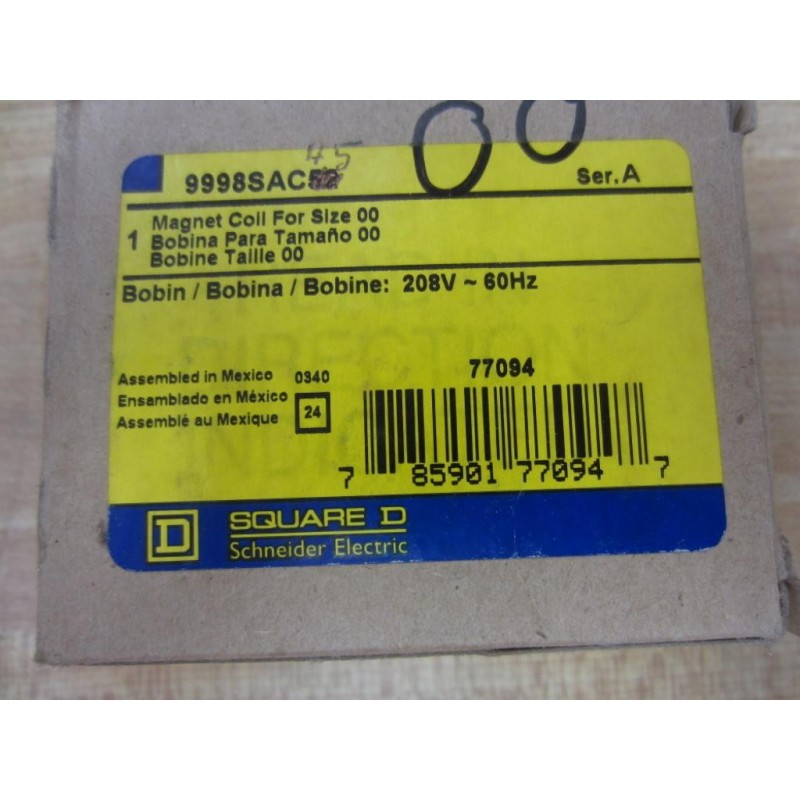 00
45
9998SAC52
Ser. A
1
Magnet Coil For Size 00
Bobina Para Tamaño 00
Bobine Taille 00
Bobin / Bobina / Bobine: 208V ~ 60Hz
Assembled in Mexico 0340
Ensamblado en México
Assemblé au Mexique
24
77094
7 85901 77094 7
D
SQUARE D
Schneider Electric